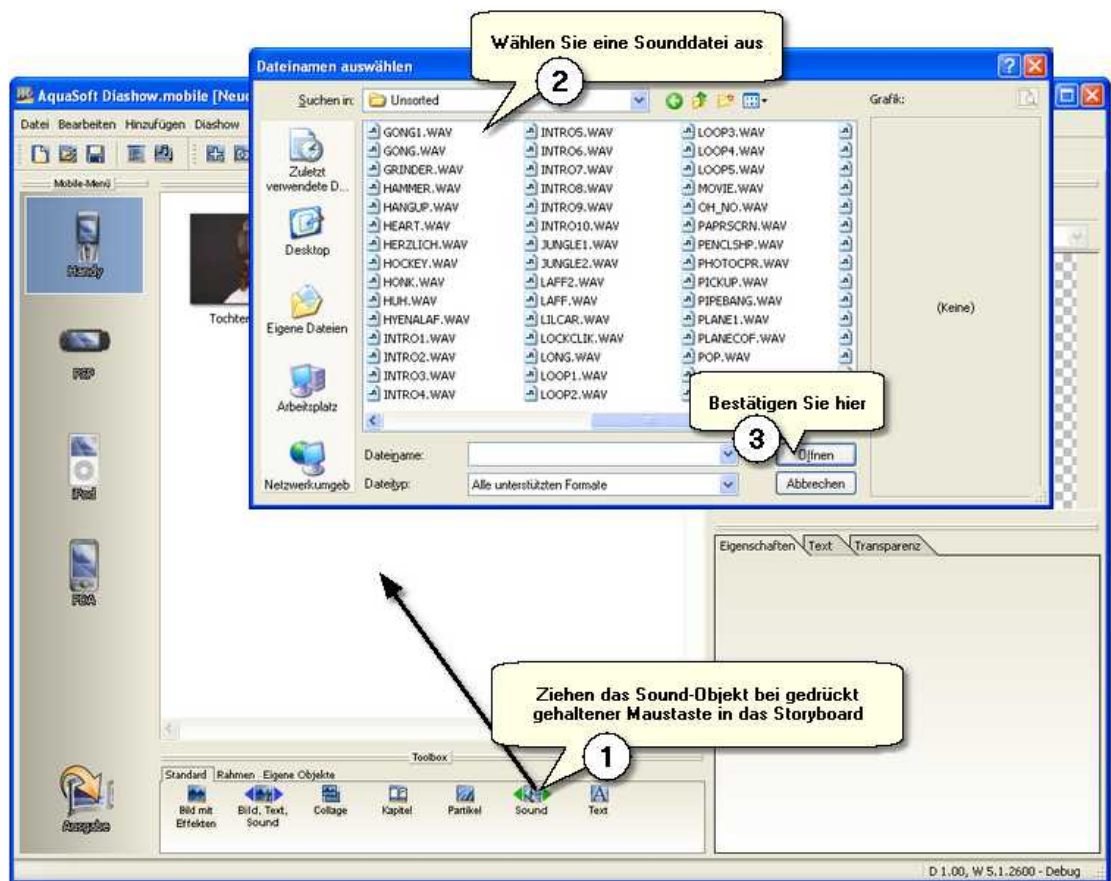 Wählen Sie eine Sounddatei aus
2
Dateinamen auswählen
Suchen in:
Unsorted
Grafik:
AquaSoft Diashow.mobile [Neue
Datei Bearbeiten Hinzufügen Diashow
Mobile-Menü
Handy
PSP
iPod
PDA
Ausgabe
Tochter
Zuletzt
verwendete D...
Desktop
Eigene Dateien
Arbeitsplatz
Netzwerkumgeb
GONG1.WAV
GONG.WAV
GRINDER.WAV
HAMMER.WAV
HANGUP.WAV
HEART.WAV
HERZLICH.WAV
HOCKEY.WAV
HONK.WAV
HUH.WAV
HYENALAF.WAV
INTRO1.WAV
INTRO2.WAV
INTRO3.WAV
INTRO4.WAV
INTRO5.WAV
INTRO6.WAV
INTRO7.WAV
INTRO8.WAV
INTRO9.WAV
INTRO10.WAV
JUNGLE1.WAV
JUNGLE2.WAV
LAFF2.WAV
LAFF.WAV
LILCAR.WAV
LOCKCLIK.WAV
LONG.WAV
LOOP1.WAV
LOOP2.WAV
LOOP3.WAV
LOOP4.WAV
LOOP5.WAV
MOVIE.WAV
OH_NO.WAV
PAPRSCRN.WAV
PENCLSHP.WAV
PHOTOCPR.WAV
PICKUP.WAV
PIPEBANG.WAV
PLANE1.WAV
PLANECOF.WAV
POP.WAV
(Keine)
Bestätigen Sie hier
3
Dateiname:
Öffnen
Dateityp:
Alle unterstützten Formate
Abbrechen
Eigenschaften Text Transparenz
Ziehen das Sound-Objekt bei gedrückt
gehaltener Maustaste in das Storyboard
1
Toolbox
Standard Rahmen Eigene Objekte
Bild mit
Effekten
Bild, Text,
Sound
Collage
Kapitel
Partikel
Sound
Text
D 1.00, W 5.1.2600 - Debug